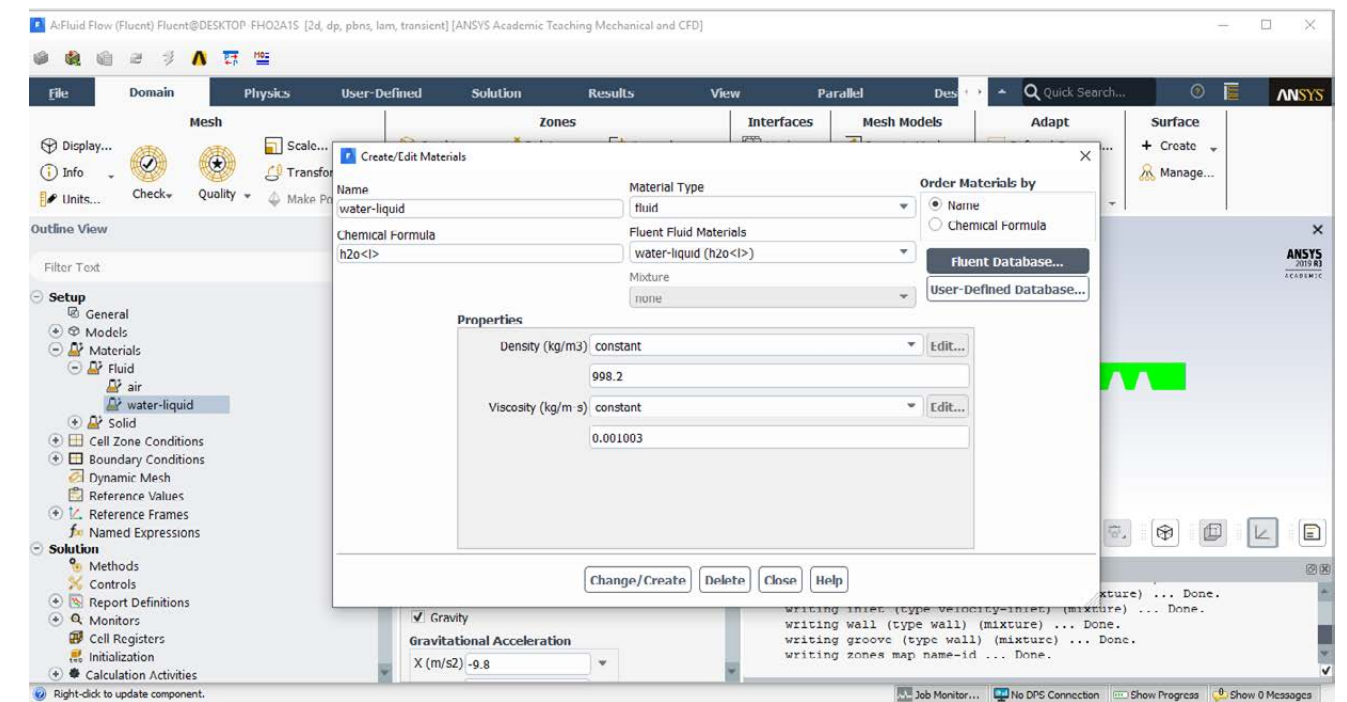 A:Fluid Flow (Fluent) Fluent@DESKTOP-FHO2A1S [2d, dp, pbns, lam, transient] [ANSYS Academic Teaching Mechanical and CFD]
File Domain Physics User-Defined Solution Results View Parallel Des Quick Search... ANSYS
Mesh Zones Interfaces Mesh Models Adapt Surface
Display... Scale... + Create
Info Transfor Manage...
Units... Check Quality Make Po
Create/Edit Materials
Name Material Type Order Materials by
water-liquid fluid Name
Chemical Formula Fluent Fluid Materials Chemical Formula
h2o<l> water-liquid (h2o<l>) Fluent Database...
Mixture
none User-Defined Database...
Properties
Density (kg/m3) constant Edit...
998.2
Viscosity (kg/m-s) constant Edit...
0.001003
Change/Create Delete Close Help
Outline View
Filter Text
Setup
General
Models
Materials
Fluid
air
water-liquid
Solid
Cell Zone Conditions
Boundary Conditions
Dynamic Mesh
Reference Values
Reference Frames
Named Expressions
Solution
Methods
Controls
Report Definitions
Monitors
Cell Registers
Initialization
Calculation Activities
ANSYS
2019 R3
ACADEMIC
Gravity
Gravitational Acceleration
X (m/s2) -9.8
xture) ... Done.
writing inlet (type velocity-inlet) (mixture) ... Done.
writing wall (type wall) (mixture) ... Done.
writing groove (type wall) (mixture) ... Done.
writing zones map name-id ... Done.
Right-click to update component. Job Monitor... No DPS Connection Show Progress Show 0 Messages